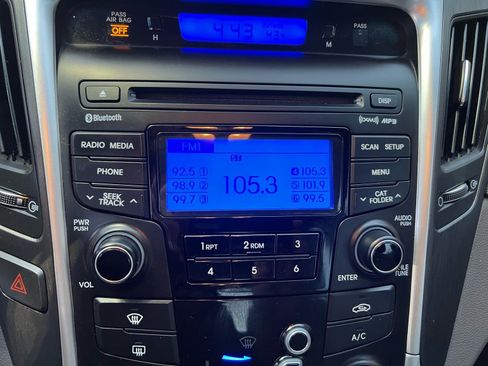 PASS
AIR BAG
OFF
4:43
H
M
PASS
DISP
Bluetooth
MP3
RADIO MEDIA
SCAN SETUP
PHONE
MENU
SEEK
TRACK
CAT
FOLDER
FM1
ST
92.5 1
98.9 2
99.7 3
105.3
4 105.3
5 101.9
6 99.5
PWR
PUSH
VOL
1 RPT
2 RDM
3
4
5
6
AUDIO
PUSH
ENTER
TUNE
A/C